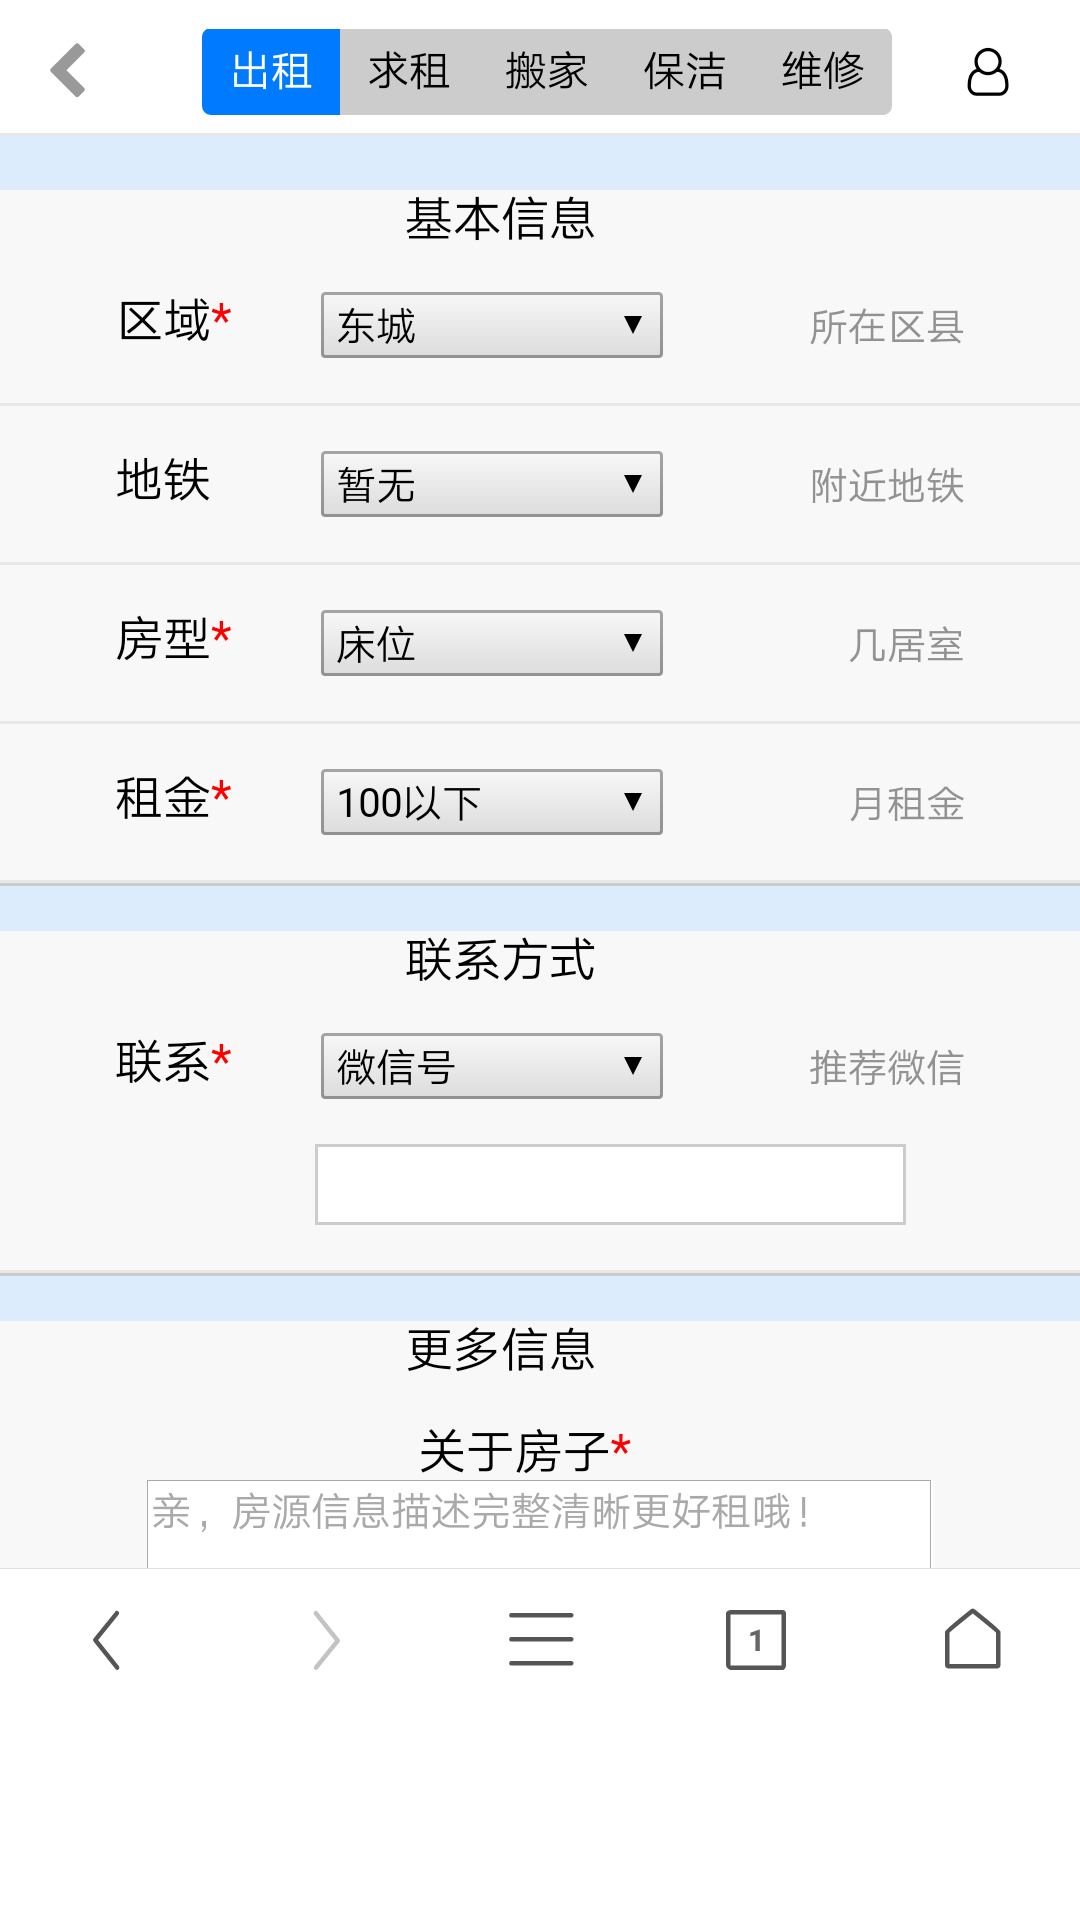 出租 求租 搬家 保洁 维修
基本信息
区域* 东城 ▼ 所在区县
地铁 暂无 ▼ 附近地铁
房型* 床位 ▼ 几居室
租金* 100以下 ▼ 月租金
联系方式
联系* 微信号 ▼ 推荐微信
更多信息
关于房子*
亲，房源信息描述完整清晰更好租哦！
1